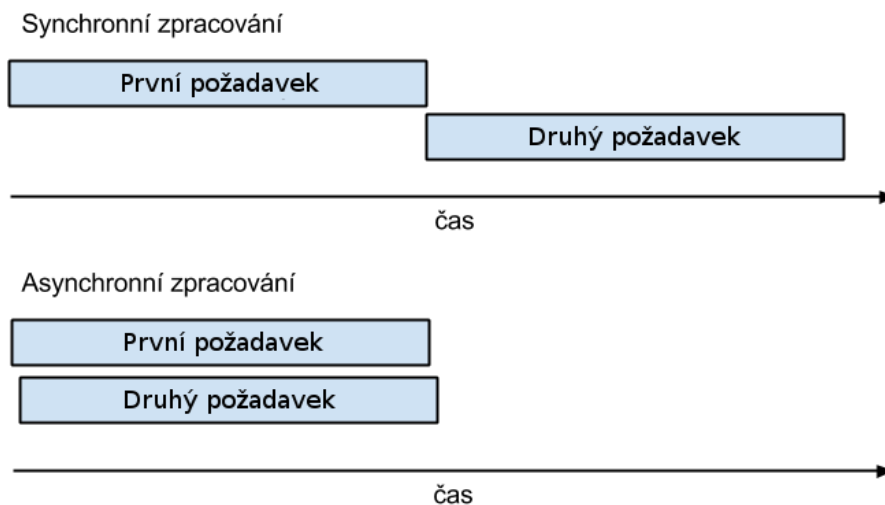 Synchronní zpracování
První požadavek
Druhý požadavek
čas
Asynchronní zpracování
První požadavek
Druhý požadavek
čas